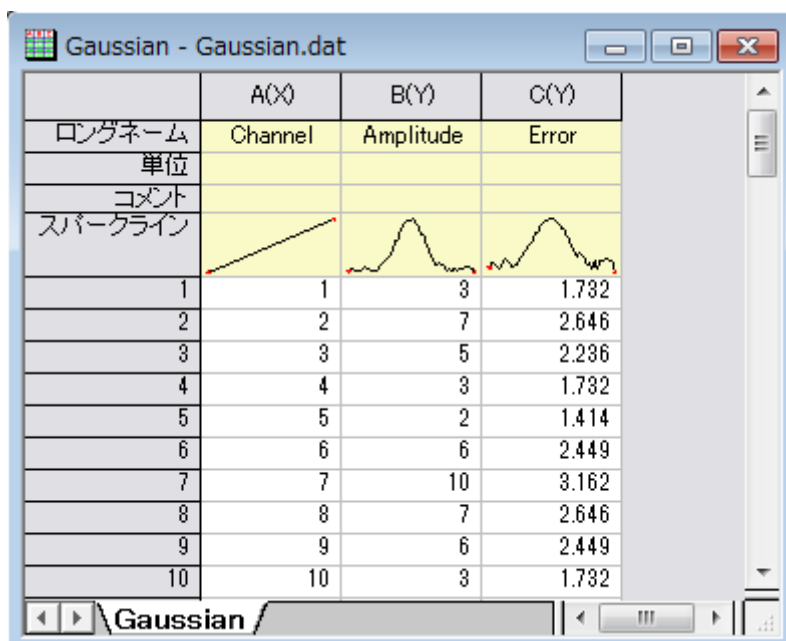 Gaussian - Gaussian.dat
A(X) B(Y) C(Y)
ロングネーム Channel Amplitude Error
単位
コメント
スパークライン
1 1 3 1.732
2 2 7 2.646
3 3 5 2.236
4 4 3 1.732
5 5 2 1.414
6 6 6 2.449
7 7 10 3.162
8 8 7 2.646
9 9 6 2.449
10 10 3 1.732
Gaussian